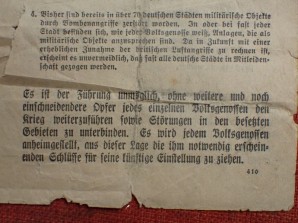 4. Bisher sind bereits in über 70 deutschen Städten militärische Objekte
durch Bombenangriffe zerstört worden. In oder bei fast jeder
Stadt befinden sich, wie jeder Volksgenosse weiß, Anlagen, die als
militärische Objekte anzusprechen sind. Da in Zukunft mit einer
erheblichen Zunahme der britischen Luftangriffe zu rechnen ist,
erscheint es unvermeidlich, daß fast alle deutsche Städte in Mitleiden-
schaft gezogen werden.
Es ist der Führung unmöglich, ohne weitere und noch
einschneidendere Opfer jedes einzelnen Volksgenossen den
Krieg weiterzuführen sowie Störungen in den besetzten
Gebieten zu unterbinden. Es wird jedem Volksgenossen
anheimgestellt, aus dieser Lage die ihm notwendig erscheinen-
den Schlüsse für seine künftige Einstellung zu ziehen.
416